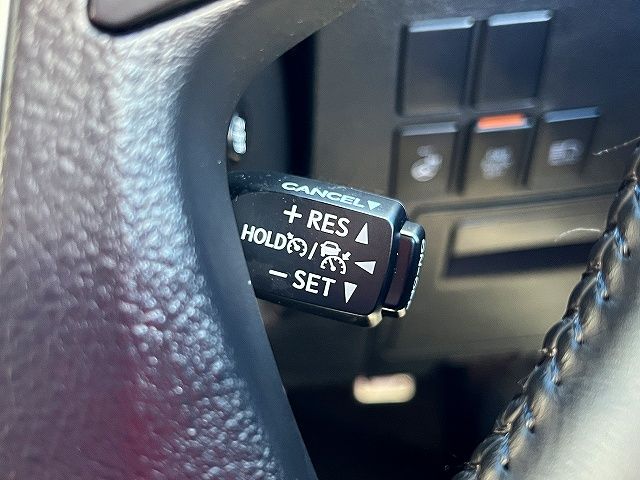 CANCEL▼
+ RES ▲
HOLD /
− SET ▼